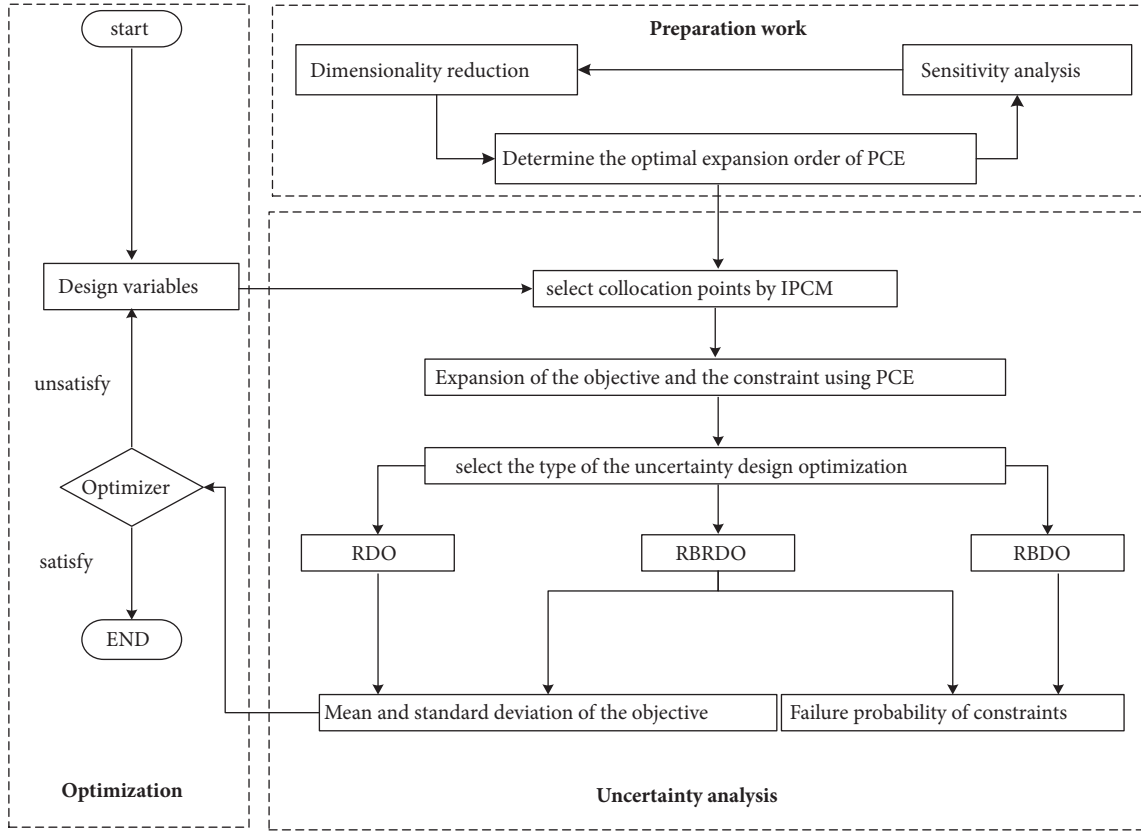 start
Preparation work
Dimensionality reduction
Sensitivity analysis
Determine the optimal expansion order of PCE
Design variables
select collocation points by IPCM
Expansion of the objective and the constraint using PCE
unsatisfy
select the type of the uncertainty design optimization
Optimizer
RDO
RBRDO
RBDO
satisfy
END
Mean and standard deviation of the objective
Failure probability of constraints
Optimization
Uncertainty analysis